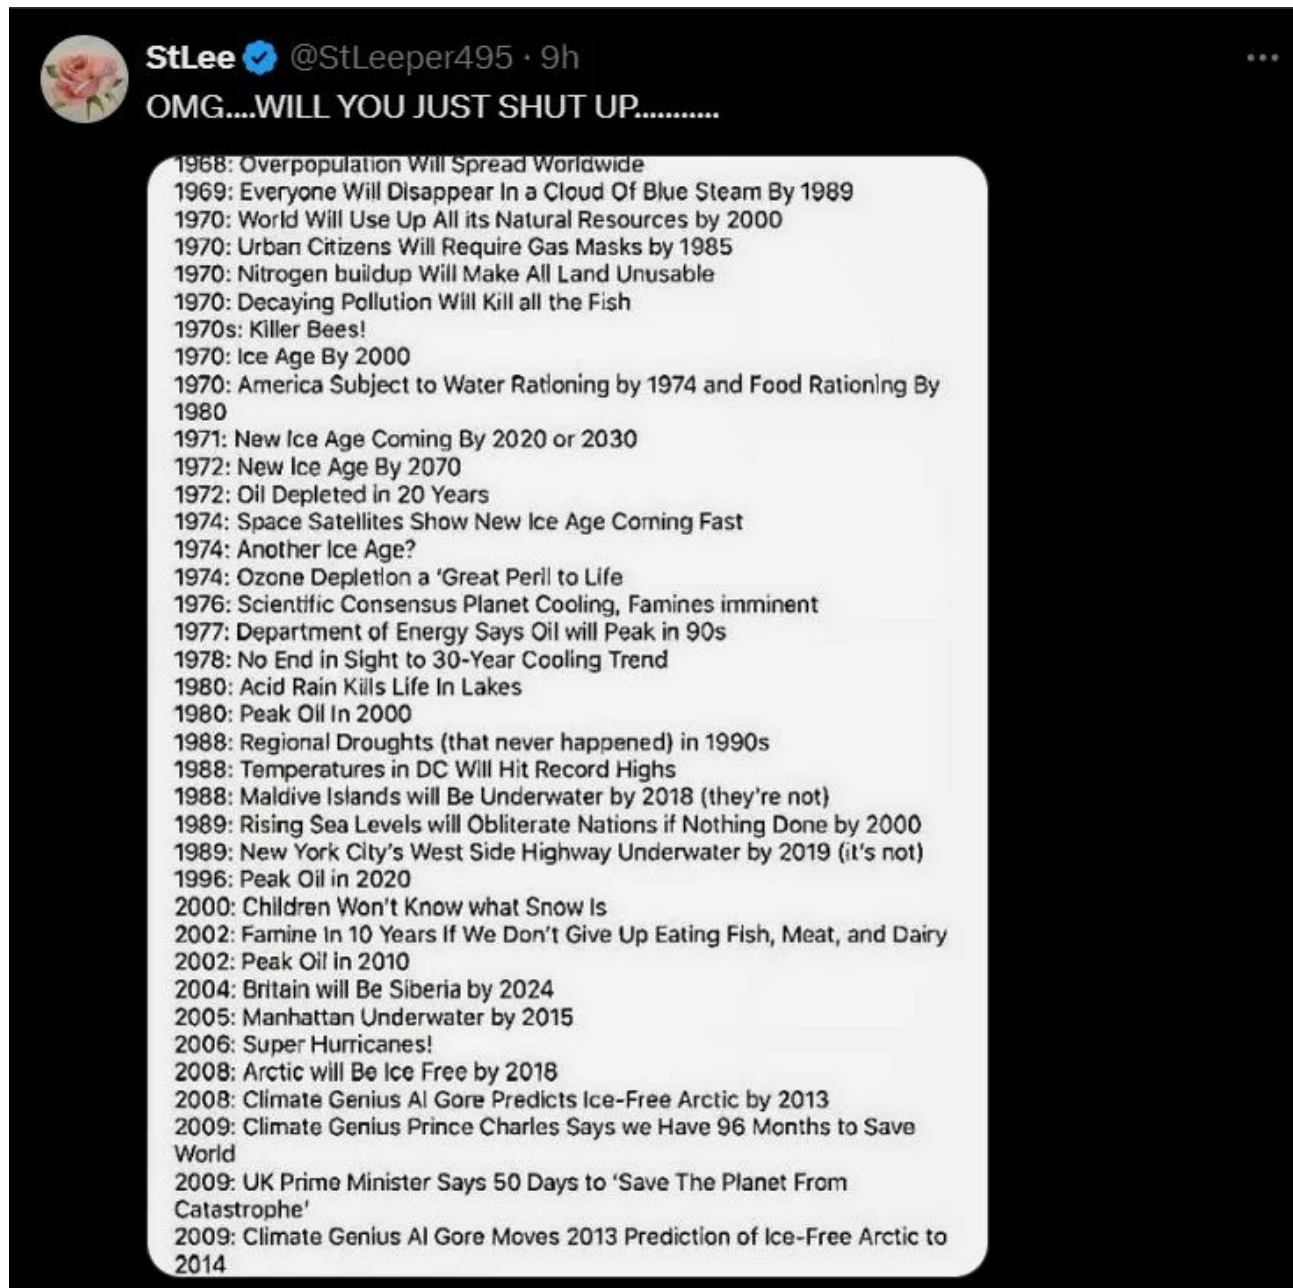 StLee @StLeeper495 · 9h
OMG....WILL YOU JUST SHUT UP...........
1968: Overpopulation Will Spread Worldwide
1969: Everyone Will Disappear In a Cloud Of Blue Steam By 1989
1970: World Will Use Up All its Natural Resources by 2000
1970: Urban Citizens Will Require Gas Masks by 1985
1970: Nitrogen buildup Will Make All Land Unusable
1970: Decaying Pollution Will Kill all the Fish
1970s: Killer Bees!
1970: Ice Age By 2000
1970: America Subject to Water Rationing by 1974 and Food Rationing By
1980
1971: New Ice Age Coming By 2020 or 2030
1972: New Ice Age By 2070
1972: Oil Depleted in 20 Years
1974: Space Satellites Show New Ice Age Coming Fast
1974: Another Ice Age?
1974: Ozone Depletion a ‘Great Peril to Life
1976: Scientific Consensus Planet Cooling, Famines imminent
1977: Department of Energy Says Oil will Peak in 90s
1978: No End in Sight to 30-Year Cooling Trend
1980: Acid Rain Kills Life In Lakes
1980: Peak Oil In 2000
1988: Regional Droughts (that never happened) in 1990s
1988: Temperatures in DC Will Hit Record Highs
1988: Maldive Islands will Be Underwater by 2018 (they're not)
1989: Rising Sea Levels will Obliterate Nations if Nothing Done by 2000
1989: New York City's West Side Highway Underwater by 2019 (it's not)
1996: Peak Oil in 2020
2000: Children Won't Know what Snow Is
2002: Famine In 10 Years If We Don't Give Up Eating Fish, Meat, and Dairy
2002: Peak Oil in 2010
2004: Britain will Be Siberia by 2024
2005: Manhattan Underwater by 2015
2006: Super Hurricanes!
2008: Arctic will Be Ice Free by 2018
2008: Climate Genius Al Gore Predicts Ice-Free Arctic by 2013
2009: Climate Genius Prince Charles Says we Have 96 Months to Save
World
2009: UK Prime Minister Says 50 Days to ‘Save The Planet From
Catastrophe’
2009: Climate Genius Al Gore Moves 2013 Prediction of Ice-Free Arctic to
2014